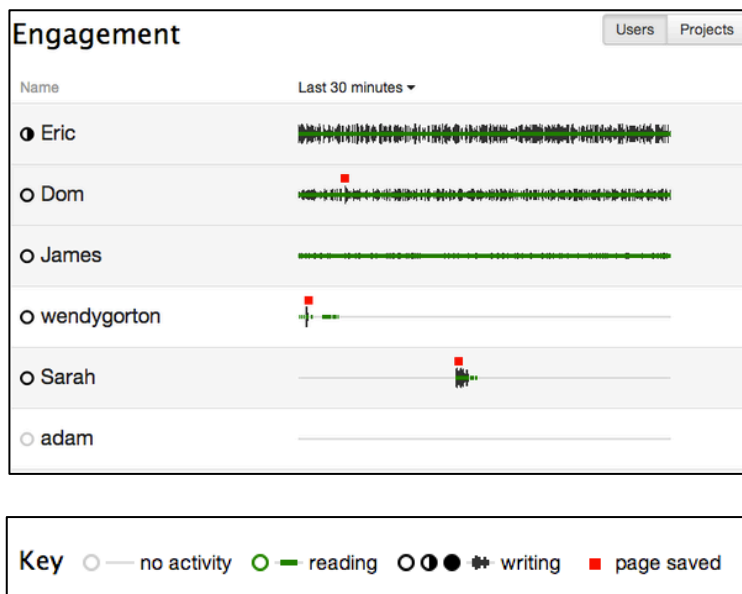 Engagement
Users Projects
Name Last 30 minutes
Eric
Dom
James
wendygorton
Sarah
adam
Key no activity reading writing page saved